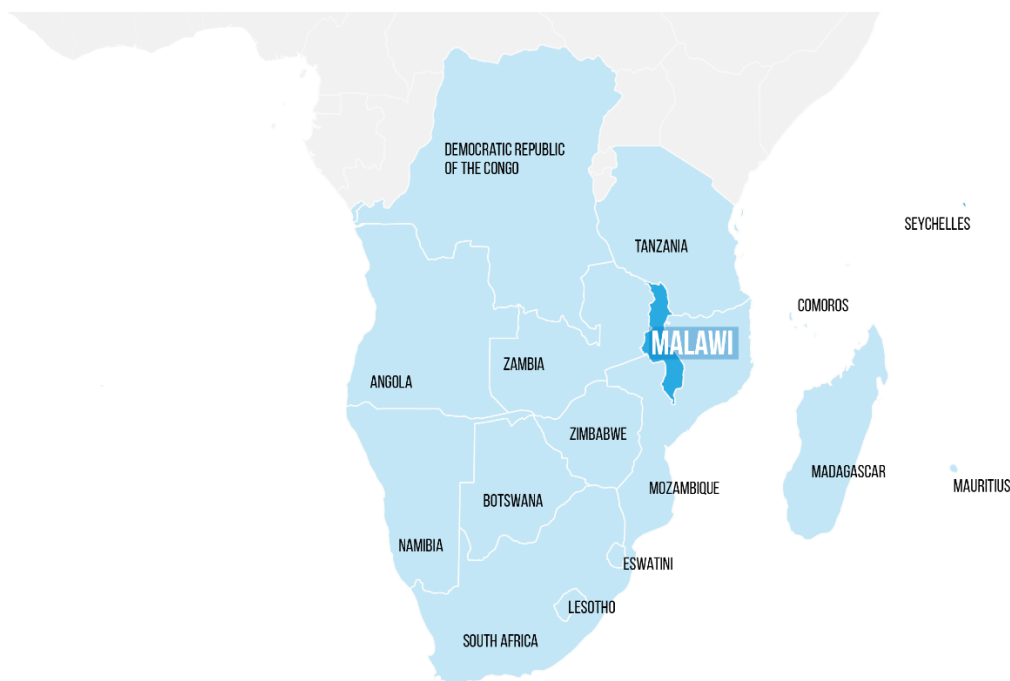 DEMOCRATIC REPUBLIC
OF THE CONGO
SEYCHELLES
TANZANIA
COMOROS
MALAWI
ZAMBIA
ANGOLA
ZIMBABWE
MADAGASCAR
MAURITIUS
MOZAMBIQUE
BOTSWANA
NAMIBIA
ESWATINI
LESOTHO
SOUTH AFRICA